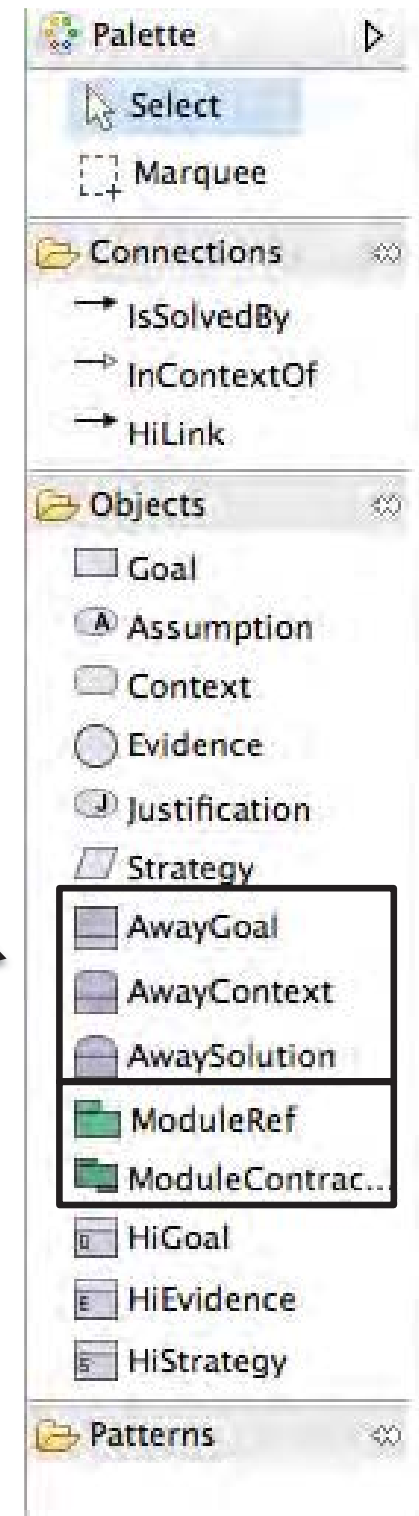 Palette
Select
Marquee
Connections
IsSolvedBy
InContextOf
HiLink
Objects
Goal
A Assumption
Context
Evidence
J Justification
Strategy
AwayGoal
AwayContext
AwaySolution
ModuleRef
ModuleContrac...
G HiGoal
E HiEvidence
S HiStrategy
Patterns